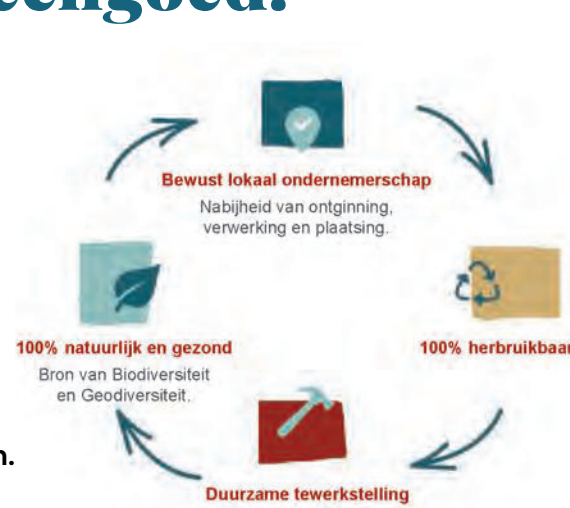 Bewust lokaal ondernemerschap
Nabijheid van ontginning,
verwerking en plaatsing.
100% natuurlijk en gezond
Bron van Biodiversiteit
en Geodiversiteit.
100% herbruikbaar
Duurzame tewerkstelling